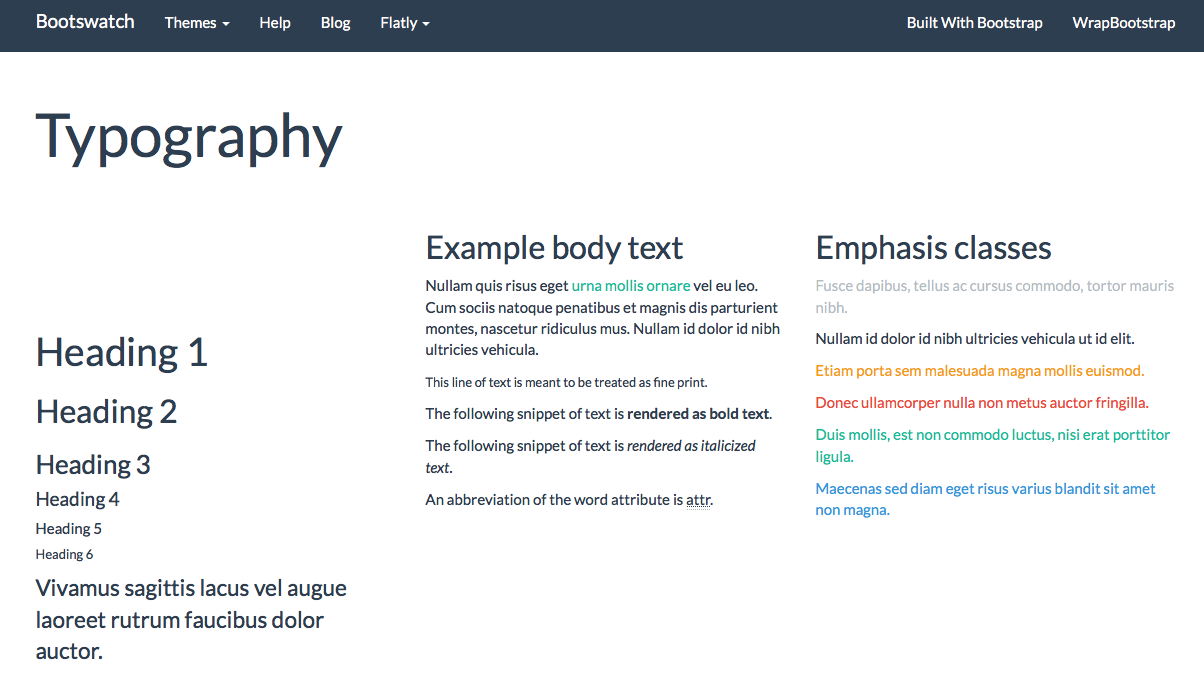 Bootswatch Themes Help Blog Flatly Built With Bootstrap WrapBootstrap
Typography
Heading 1
Heading 2
Heading 3
Heading 4
Heading 5
Heading 6
Vivamus sagittis lacus vel augue
laoreet rutrum faucibus dolor
auctor.
Example body text
Nullam quis risus eget urna mollis ornare vel eu leo.
Cum sociis natoque penatibus et magnis dis parturient
montes, nascetur ridiculus mus. Nullam id dolor id nibh
ultricies vehicula.
This line of text is meant to be treated as fine print.
The following snippet of text is rendered as bold text.
The following snippet of text is rendered as italicized
text.
An abbreviation of the word attribute is attr.
Emphasis classes
Fusce dapibus, tellus ac cursus commodo, tortor mauris
nibh.
Nullam id dolor id nibh ultricies vehicula ut id elit.
Etiam porta sem malesuada magna mollis euismod.
Donec ullamcorper nulla non metus auctor fringilla.
Duis mollis, est non commodo luctus, nisi erat porttitor
ligula.
Maecenas sed diam eget risus varius blandit sit amet
non magna.